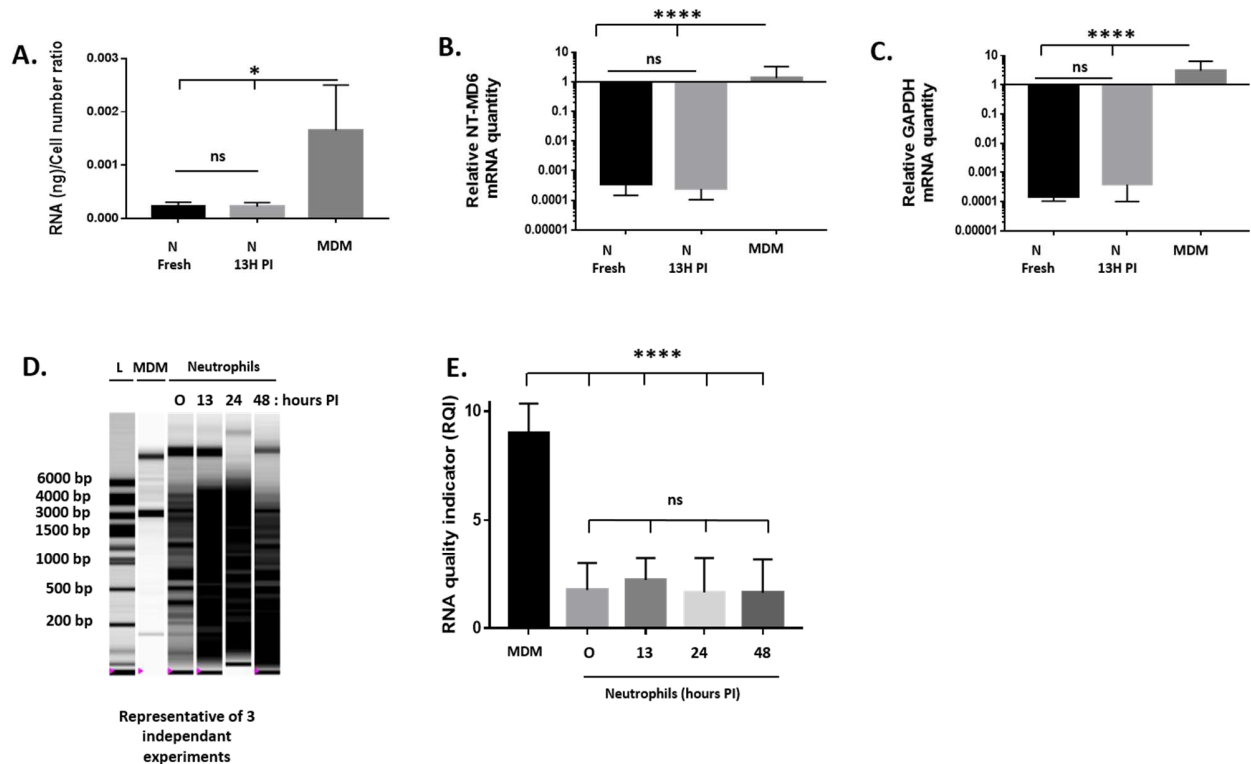 A.
RNA (ng)/Cell number ratio
0.003
0.002
0.001
0.000
*
ns
N
Fresh
N
13H PI
MDM
B.
Relative NT-MD6
mRNA quantity
10
1
0.1
0.01
0.001
0.0001
0.00001
****
ns
N
Fresh
N
13H PI
MDM
C.
Relative GAPDH
mRNA quantity
10
1
0.1
0.01
0.001
0.0001
0.00001
****
ns
N
Fresh
N
13H PI
MDM
D.
L MDM Neutrophils
O 13 24 48 : hours PI
6000 bp
4000 bp
3000 bp
1500 bp
1000 bp
500 bp
200 bp
Representative of 3
independant
experiments
E.
RNA quality indicator (RQI)
10
5
0
****
ns
MDM O 13 24 48
Neutrophils (hours PI)